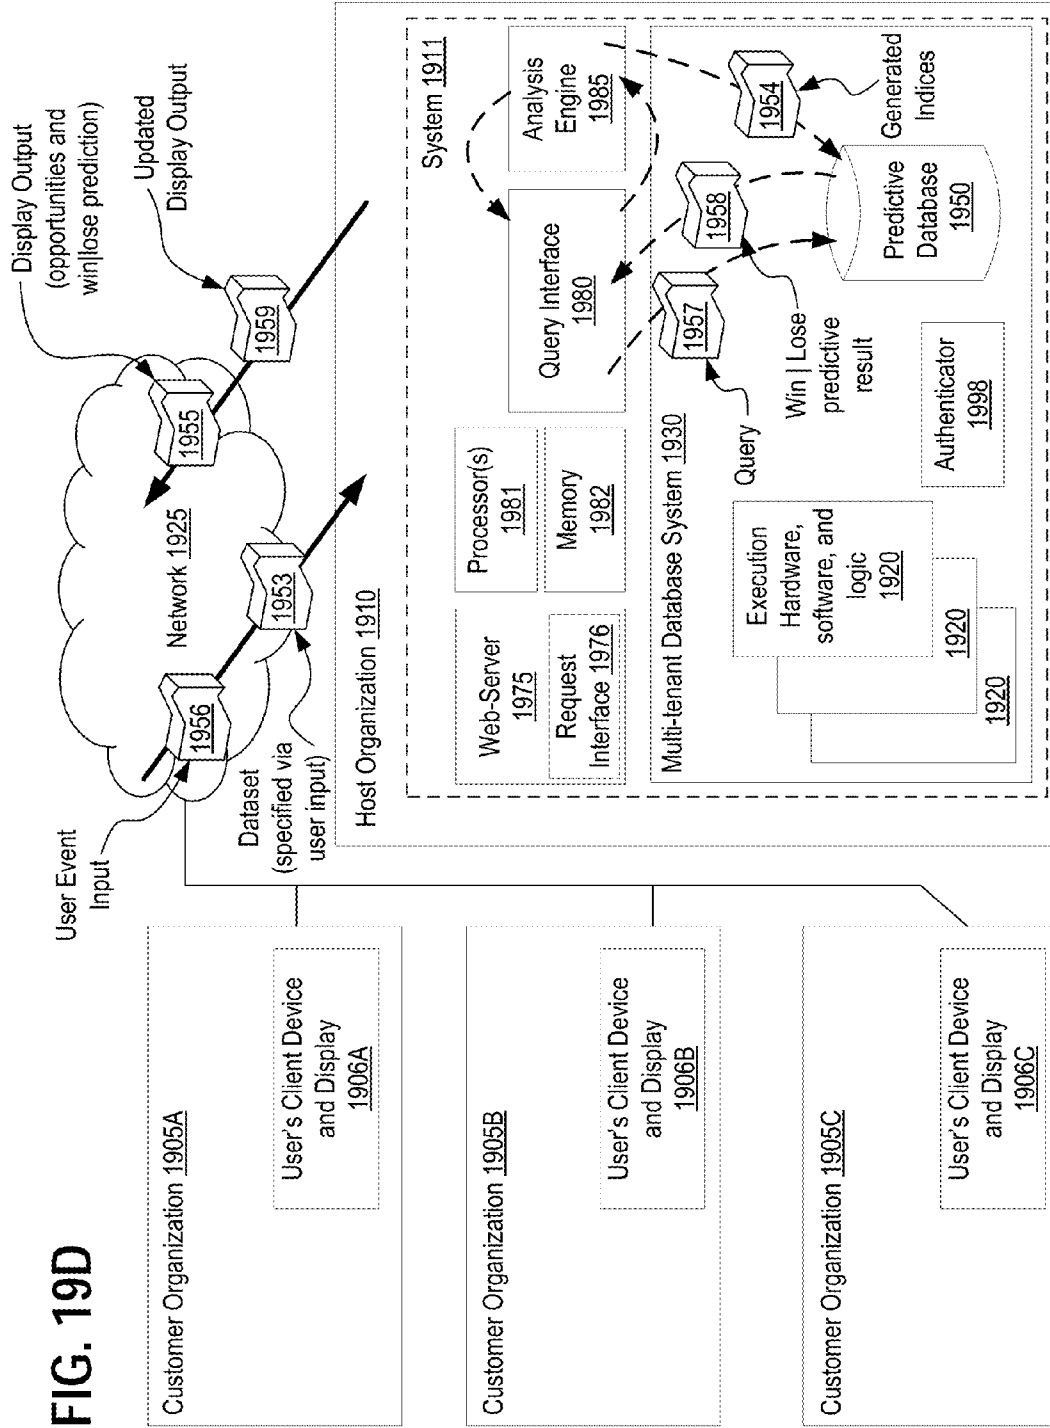 FIG. 19D
Customer Organization 1905A
User's Client Device
and Display
1906A
Customer Organization 1905B
User's Client Device
and Display
1906B
Customer Organization 1905C
User's Client Device
and Display
1906C
User Event
Input
1956
Network 1925
1953
Dataset
(specified via
user input)
1955
Display Output
(opportunities and
win|lose prediction)
1959
Updated
Display Output
Host Organization 1910
System 1911
Web-Server
1975
Request
Interface 1976
Processor(s)
1981
Memory
1982
Query Interface
1980
Analysis
Engine
1985
Multi-tenant Database System 1930
Execution
Hardware,
software, and
logic
1920
1920
1920
Query
1957
Win | Lose
predictive
result
1958
1954
Generated
Indices
Authenticator
1998
Predictive
Database
1950